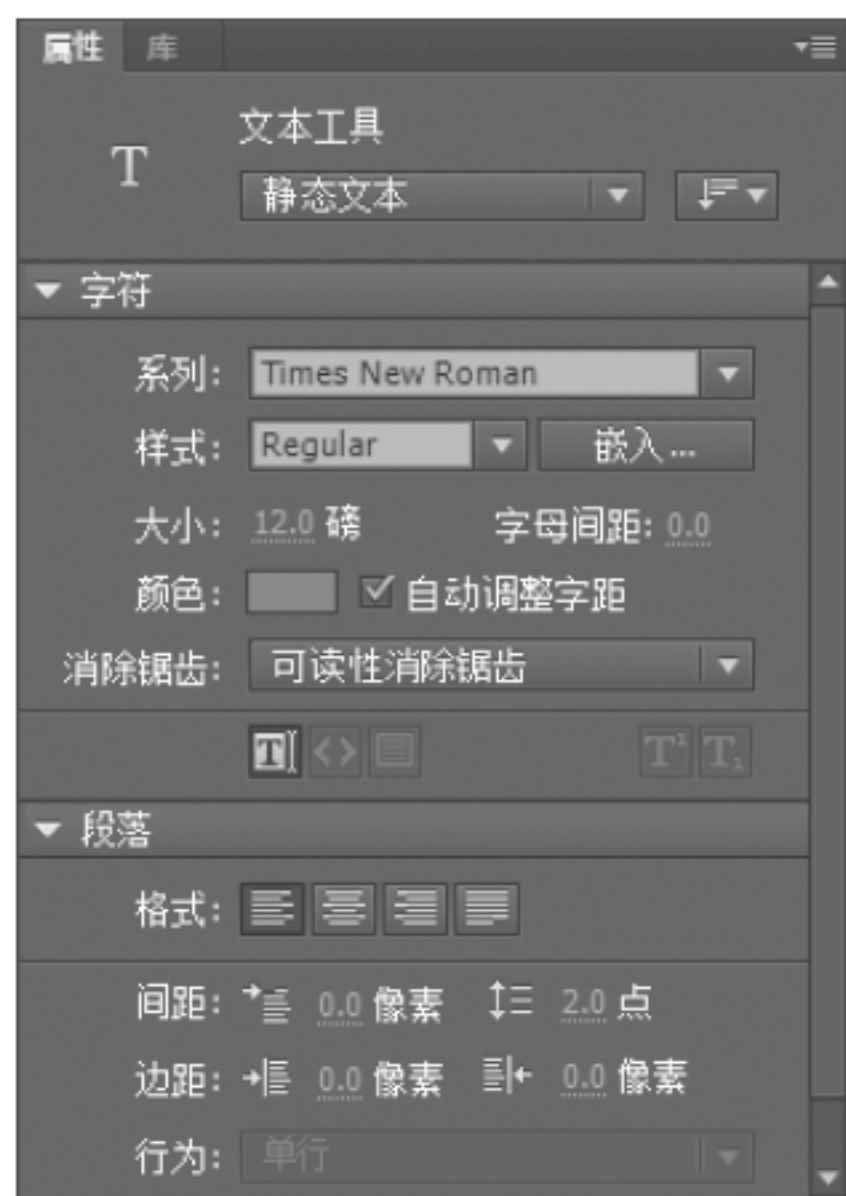 属性 库
文本工具
T
静态文本
字符
系列: Times New Roman
样式: Regular 嵌入...
大小: 12.0 磅 字母间距: 0.0
颜色: 自动调整字距
消除锯齿: 可读性消除锯齿
T <> T¹ T₁
段落
格式:
间距: 0.0 像素 2.0 点
边距: 0.0 像素 0.0 像素
行为: 单行